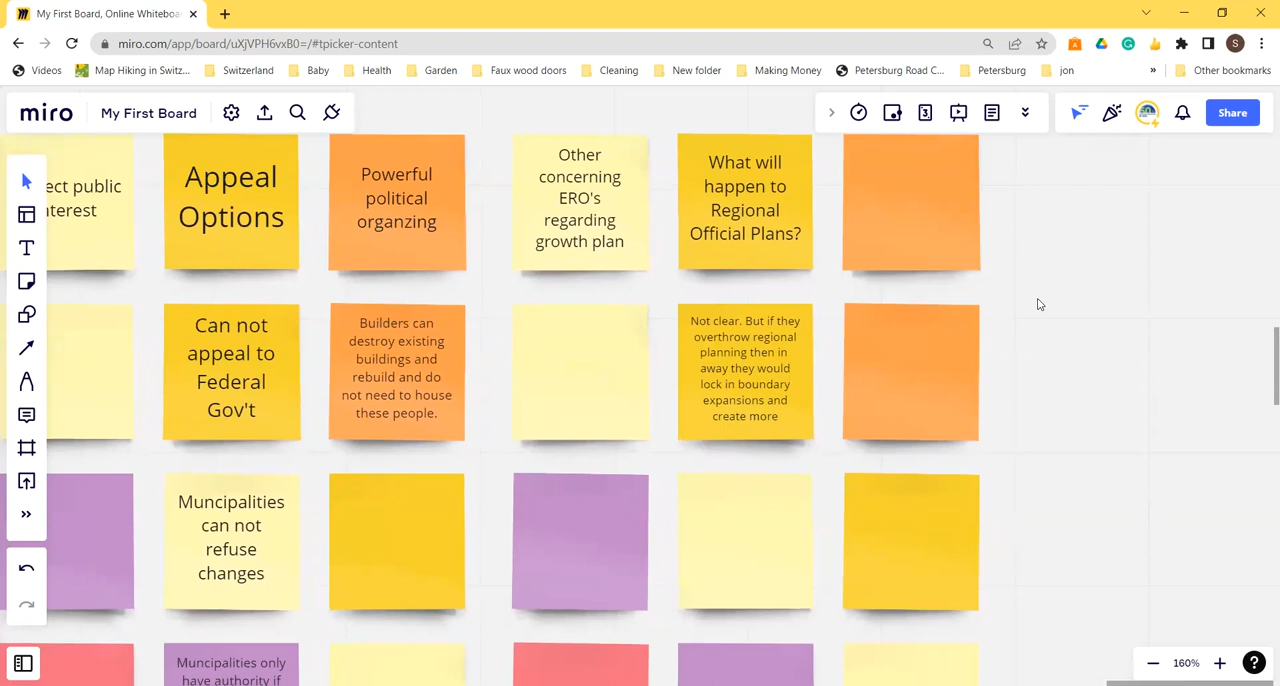 My First Board, Online Whiteboa
miro.com/app/board/uXjVPH6vxB0=/#tpicker-content
S
Videos
Map Hiking in Switz...
Switzerland
Baby
Health
Garden
Faux wood doors
Cleaning
New folder
Making Money
Petersburg Road C...
Petersburg
jon
»
Other bookmarks
miro
My First Board
3
Share
ect public
nterest
Appeal
Options
Powerful
political
organzing
Other
concerning
ERO's
regarding
growth plan
What will
happen to
Regional
Official Plans?
Can not
appeal to
Federal
Gov't
Builders can
destroy existing
buildings and
rebuild and do
not need to house
these people.
Not clear. But if they
overthrow regional
planning then in
away they would
lock in boundary
expansions and
create more
Muncipalities
can not
refuse
changes
Muncipalities only
have authority if
160%
?